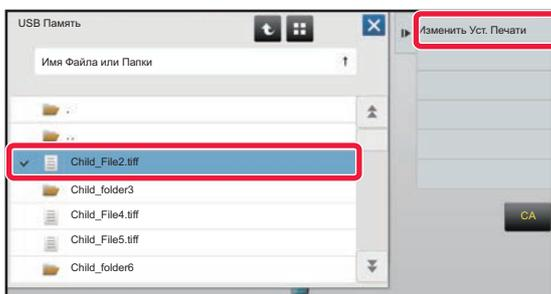 USB Память
Изменить Уст. Печати
Имя Файла или Папки
.
..
Child_File2.tiff
Child_folder3
Child_File4.tiff
Child_File5.tiff
Child_folder6
CA